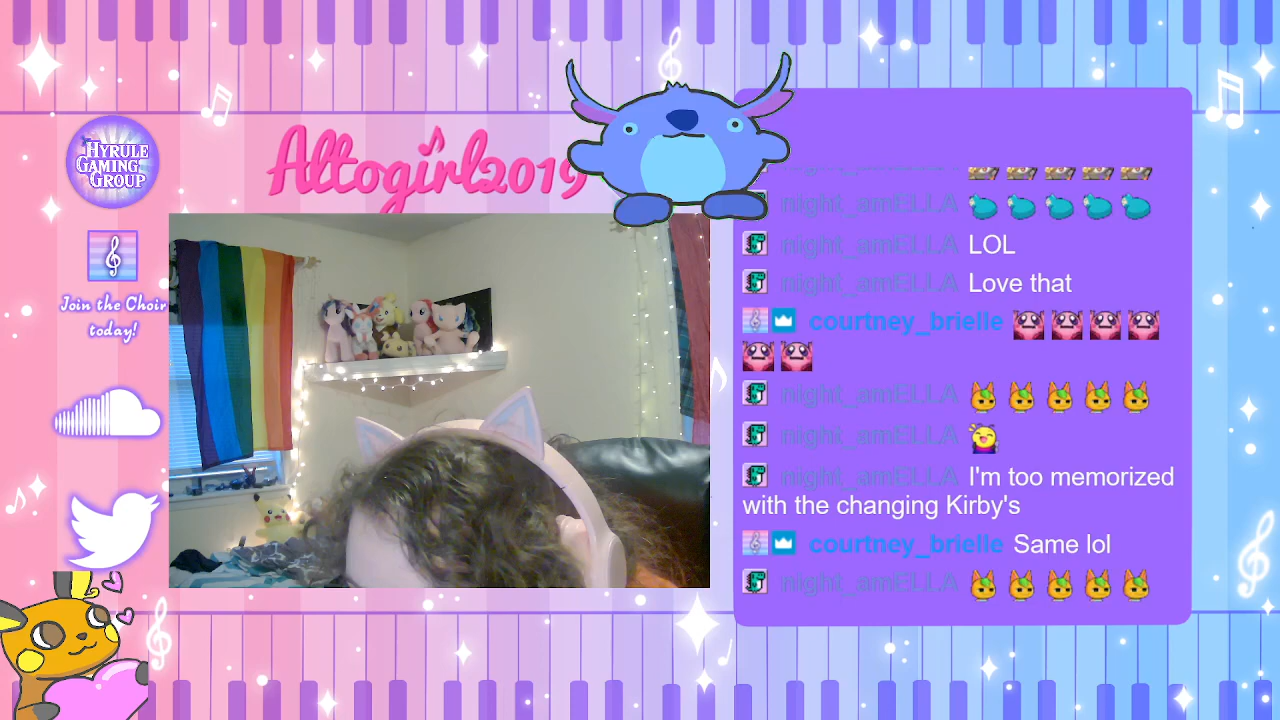 HYRULE
GAMING
GROUP
Altogirl2019
Join the Choir
today!
night_amELLA
night_amELLA LOL
night_amELLA Love that
courtney_brielle
night_amELLA
night_amELLA
night_amELLA I'm too memorized
with the changing Kirby's
courtney_brielle Same lol
night_amELLA